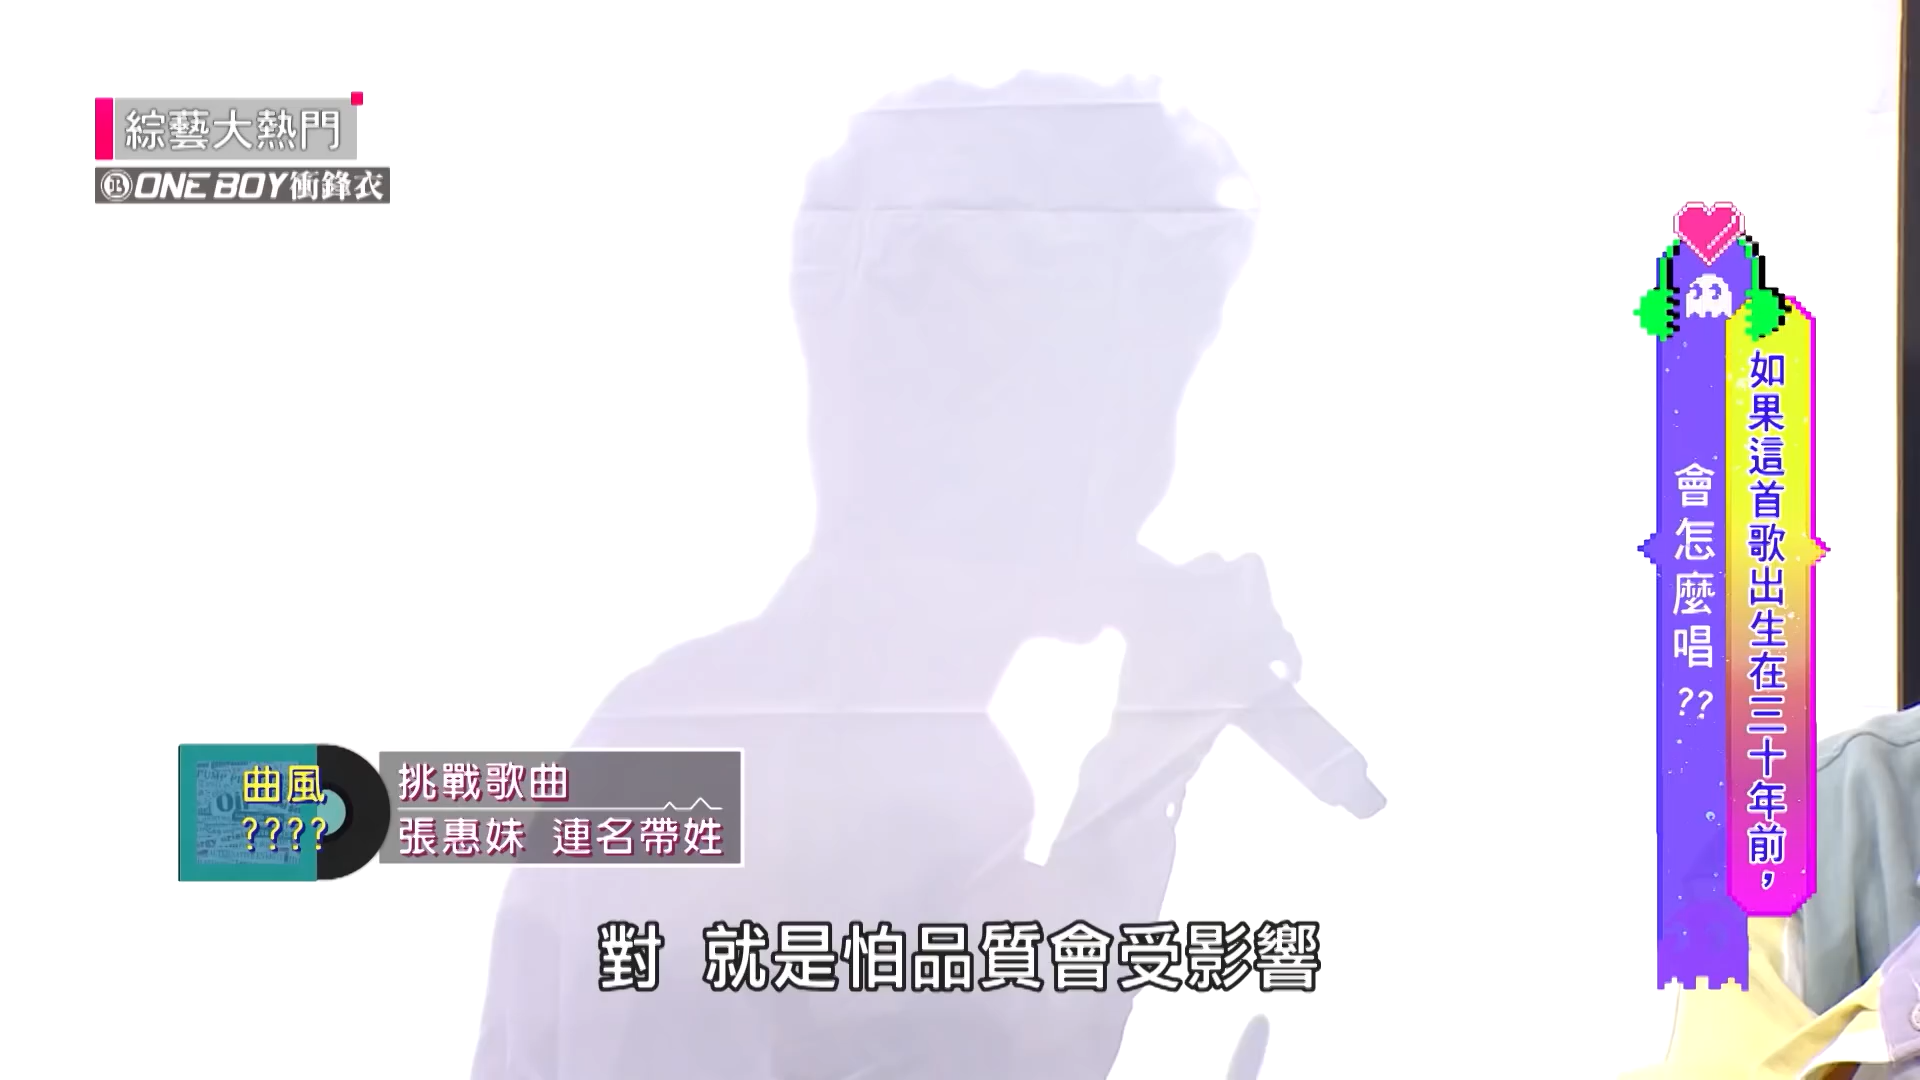 綜藝大熱門
ONE BOY衝鋒衣
如果這首歌出生在三十年前，
會怎麼唱??
曲風
????
挑戰歌曲
張惠妹 連名帶姓
對 就是怕品質會受影響